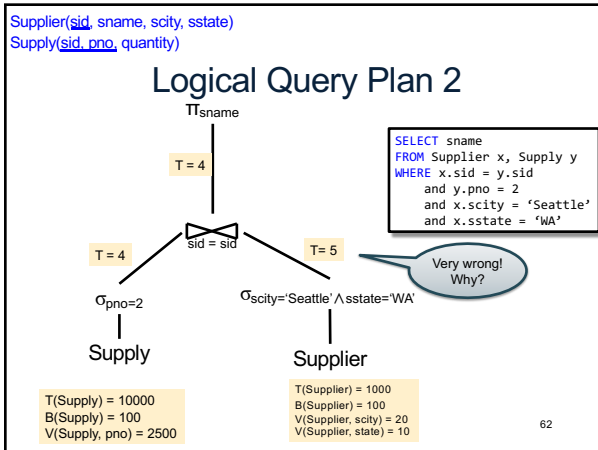 Supplier(sid, sname, scity, sstate)
Supply(sid, pno, quantity)
Logical Query Plan 2
πsname
SELECT sname
FROM Supplier x, Supply y
WHERE x.sid = y.sid
and y.pno = 2
and x.scity = ‘Seattle’
and x.sstate = ‘WA’
T = 4
sid = sid
T = 4
T= 5
Very wrong!
Why?
σpno=2
σscity=‘Seattle’∧sstate=‘WA’
Supply
Supplier
T(Supply) = 10000
B(Supply) = 100
V(Supply, pno) = 2500
T(Supplier) = 1000
B(Supplier) = 100
V(Supplier, scity) = 20
V(Supplier, state) = 10
62